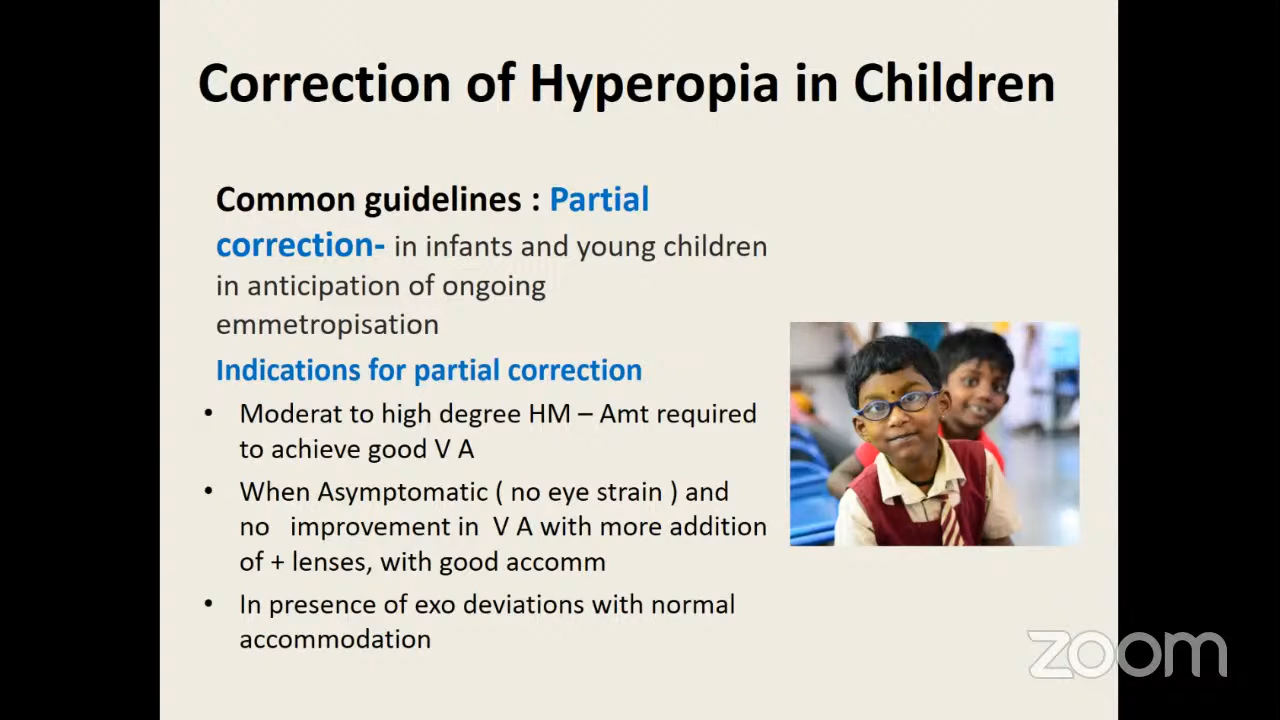 Correction of Hyperopia in Children
Common guidelines : Partial
correction- in infants and young children
in anticipation of ongoing
emmetropisation
Indications for partial correction
• Moderat to high degree HM – Amt required
to achieve good V A
• When Asymptomatic ( no eye strain ) and
no improvement in V A with more addition
of + lenses, with good accomm
• In presence of exo deviations with normal
accommodation
zoom